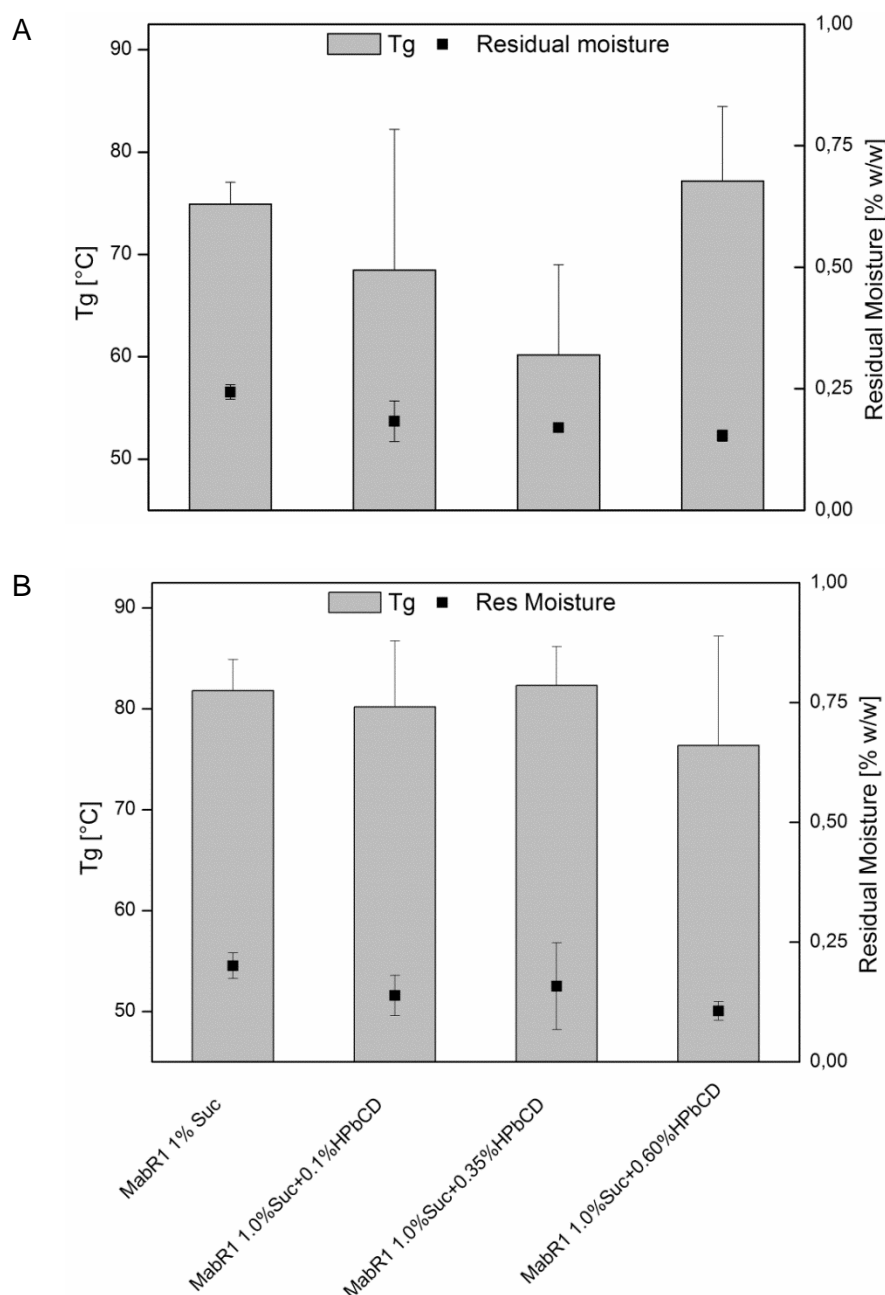 A
Tg Residual moisture
90
80
70
60
50
Tg [°C]
1,00
0,75
0,50
0,25
0,00
Residual Moisture [% w/w]
B
Tg Res Moisture
90
80
70
60
50
Tg [°C]
1,00
0,75
0,50
0,25
0,00
Residual Moisture [% w/w]
MabR1 1% Suc
MabR1 1.0%Suc+0.1%HPbCD
MabR1 1.0%Suc+0.35%HPbCD
MabR1 1.0%Suc+0.60%HPbCD